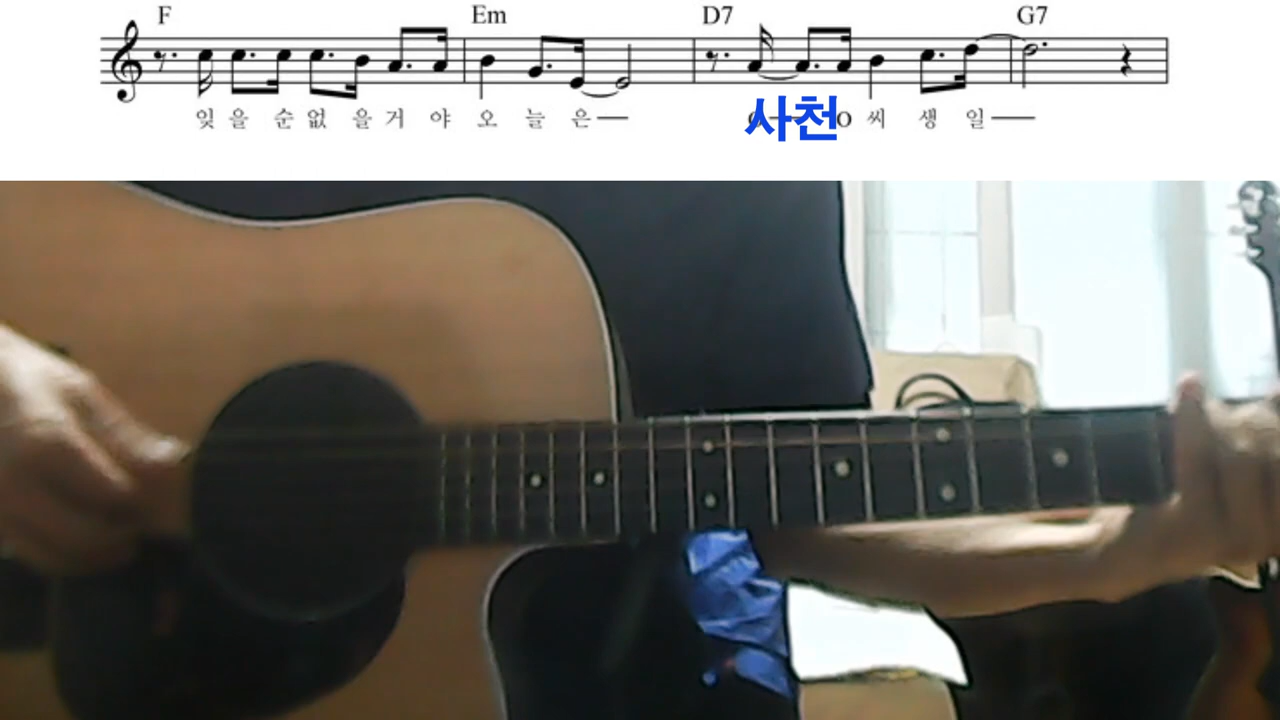 F Em D7 G7
잊 을 순 없 을 거 야 오 늘 은 사천 O 씨 생 일